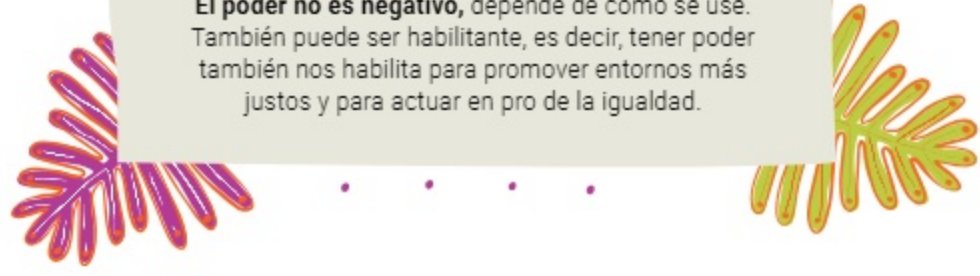 El poder no es negativo, depende de cómo se use.
También puede ser habilitante, es decir, tener poder
también nos habilita para promover entornos más
justos y para actuar en pro de la igualdad.